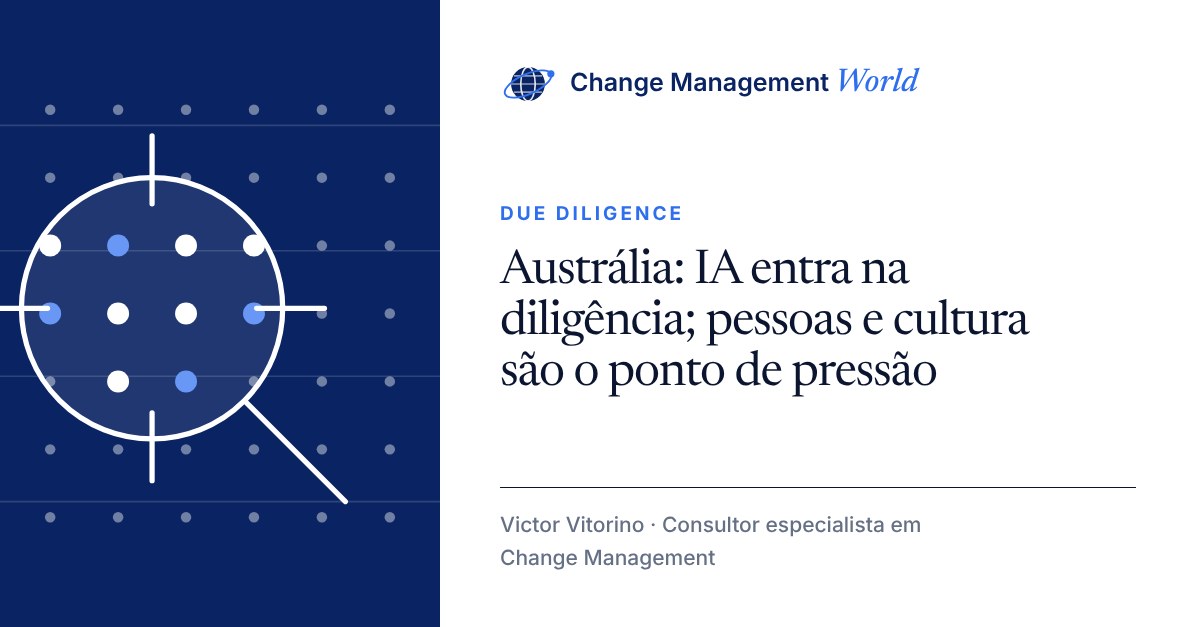 Change Management World
DUE DILIGENCE
Austrália: IA entra na
diligência; pessoas e cultura
são o ponto de pressão
Victor Vitorino · Consultor especialista em
Change Management